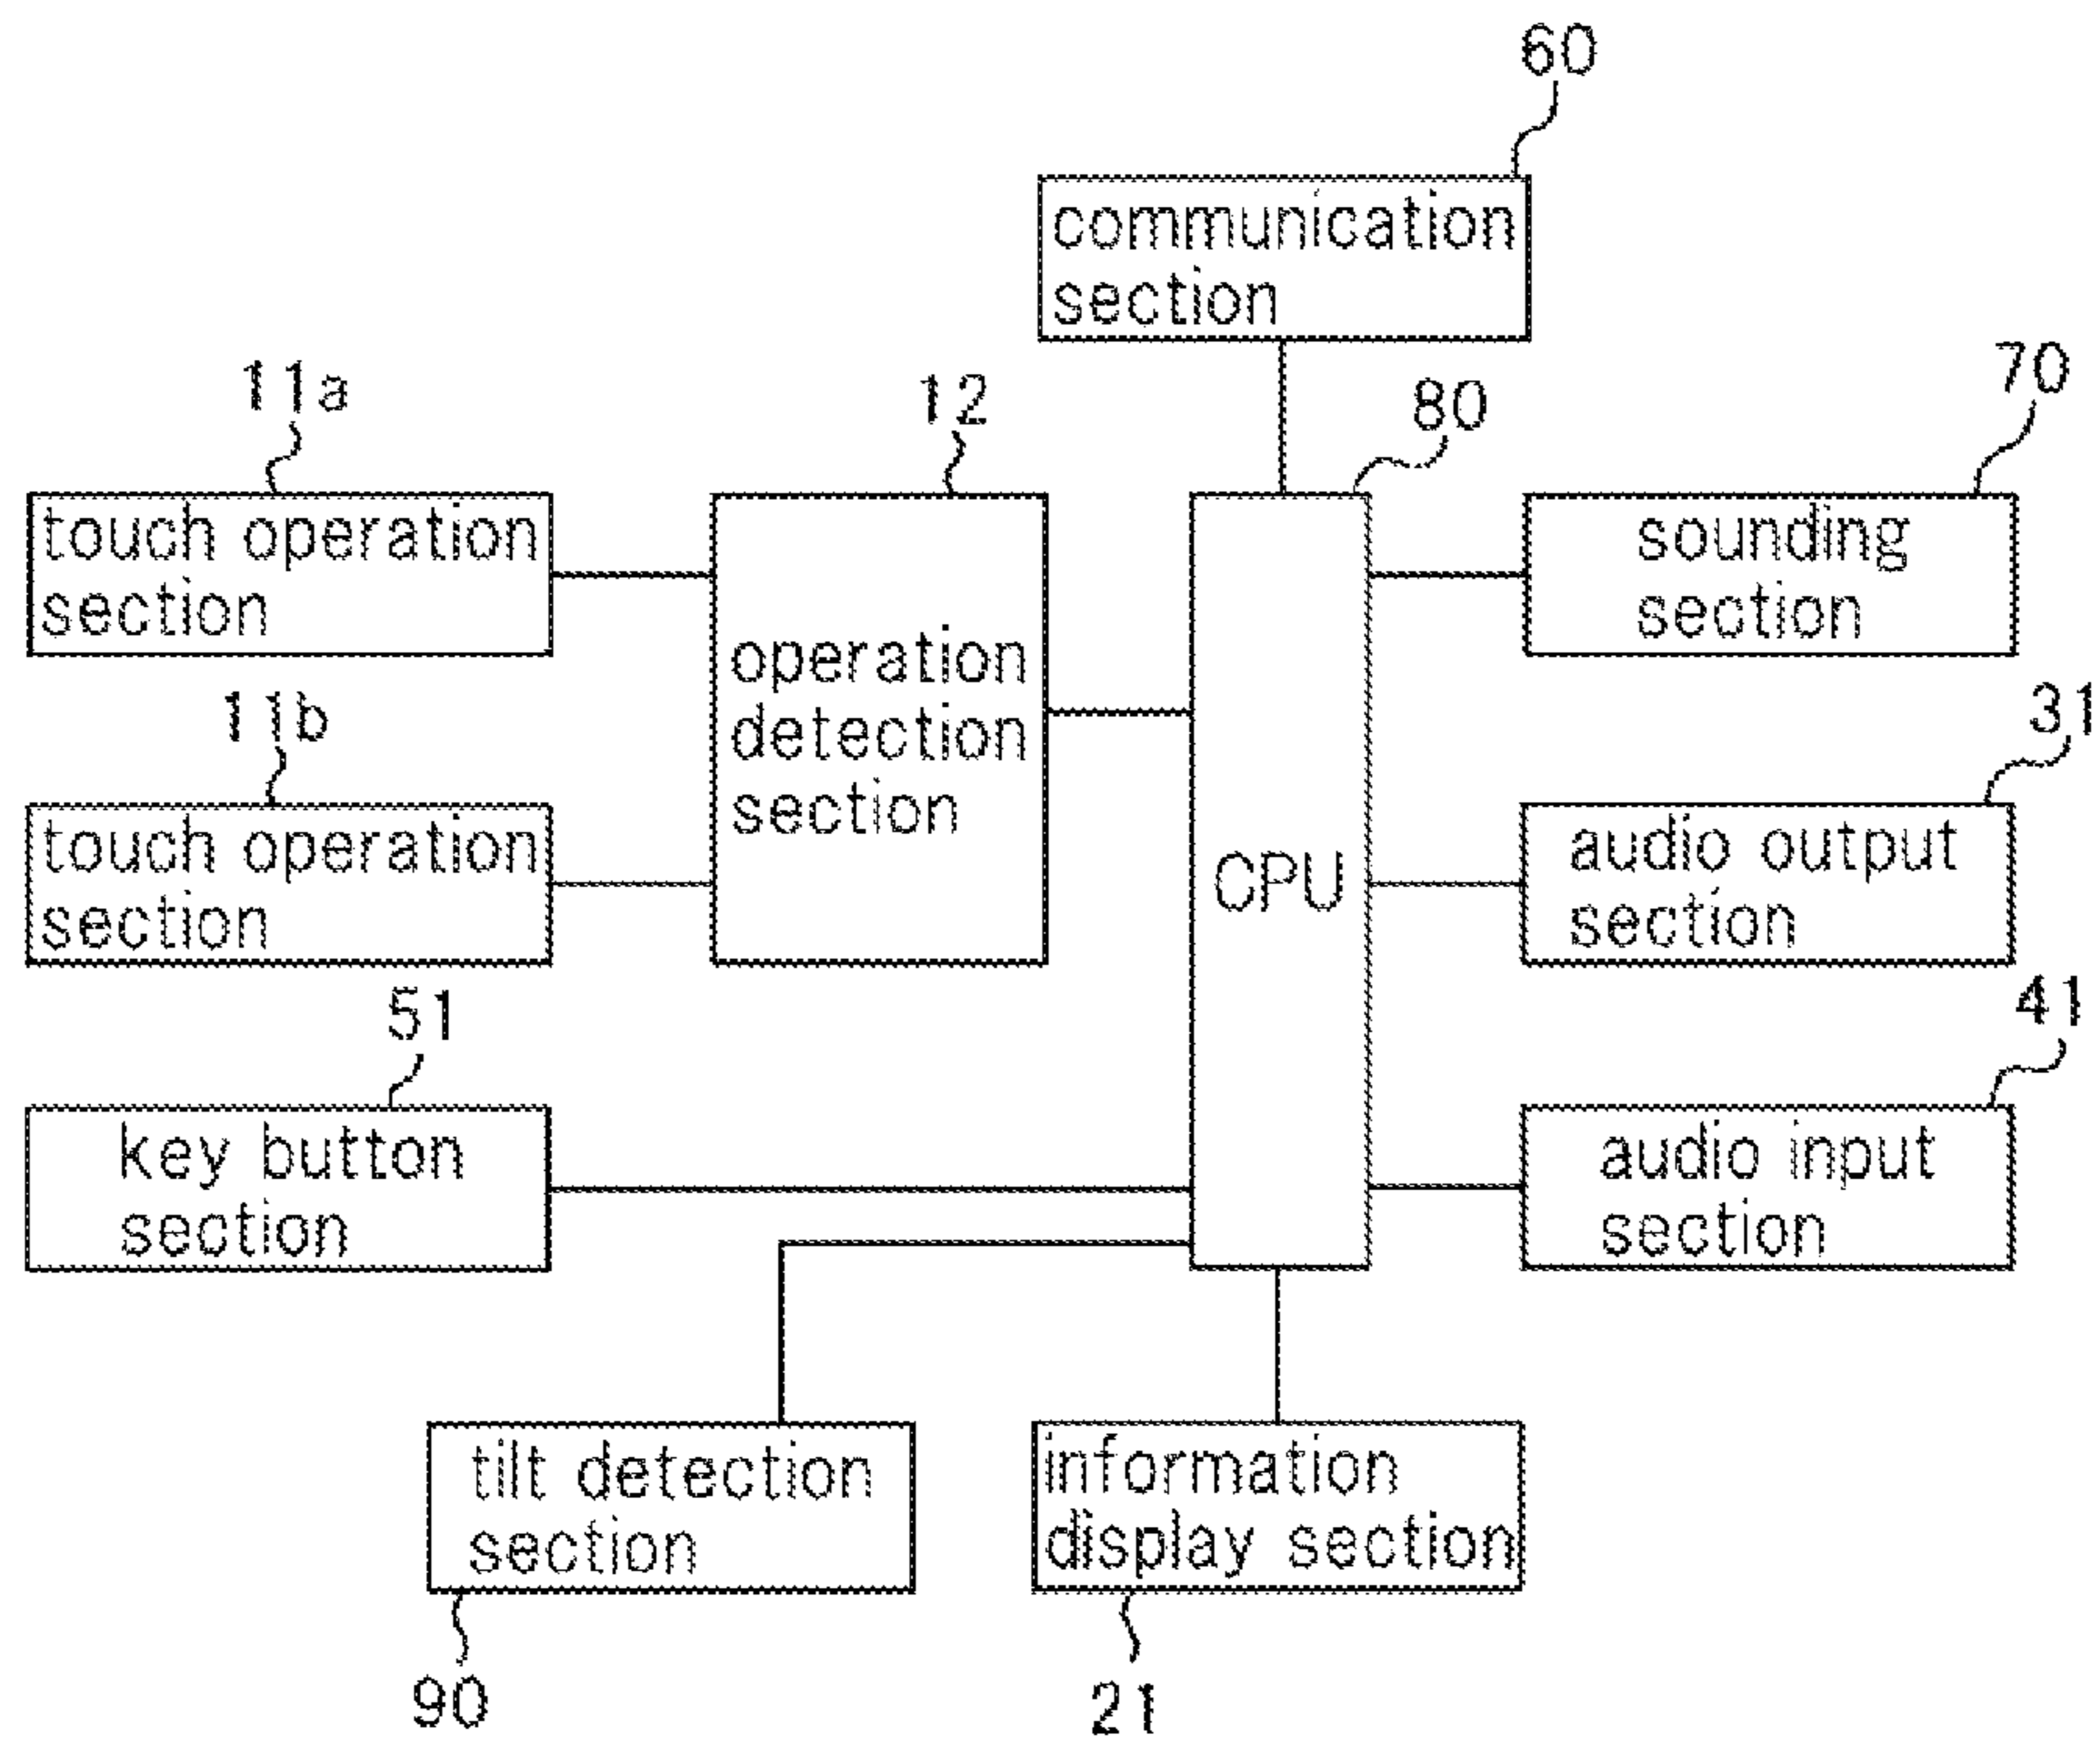 60
communication
section
11a
12
80
70
touch operation
section
operation
detection
section
sounding
section
11b
touch operation
section
CPU
31
audio output
section
51
key button
section
41
audio input
section
tilt detection
section
information
display section
90
21